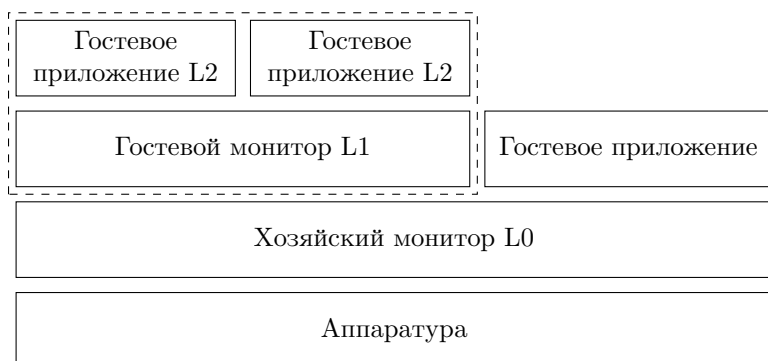 Гостевое
приложение L2
Гостевое
приложение L2
Гостевой монитор L1
Гостевое приложение
Хозяйский монитор L0
Аппаратура